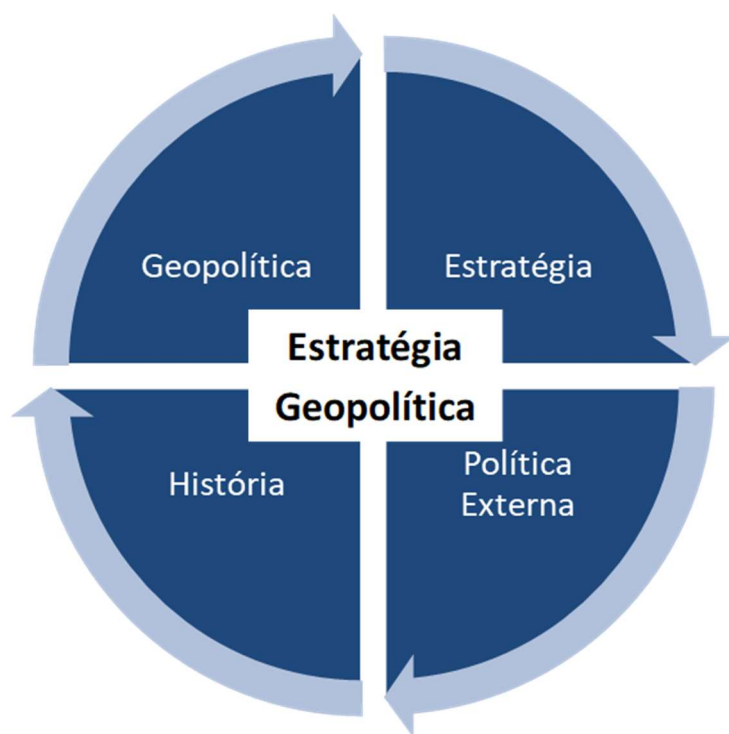 Geopolítica
Estratégia
Estratégia
Geopolítica
História
Política
Externa